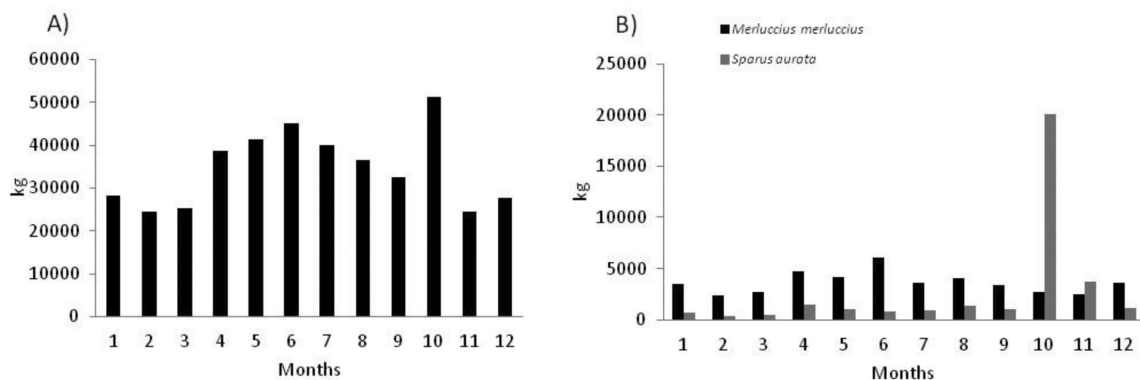 A)
60000
50000
40000
30000
20000
10000
0
kg
1 2 3 4 5 6 7 8 9 10 11 12
Months
B)
Merluccius merluccius
Sparus aurata
25000
20000
15000
10000
5000
0
kg
1 2 3 4 5 6 7 8 9 10 11 12
Months